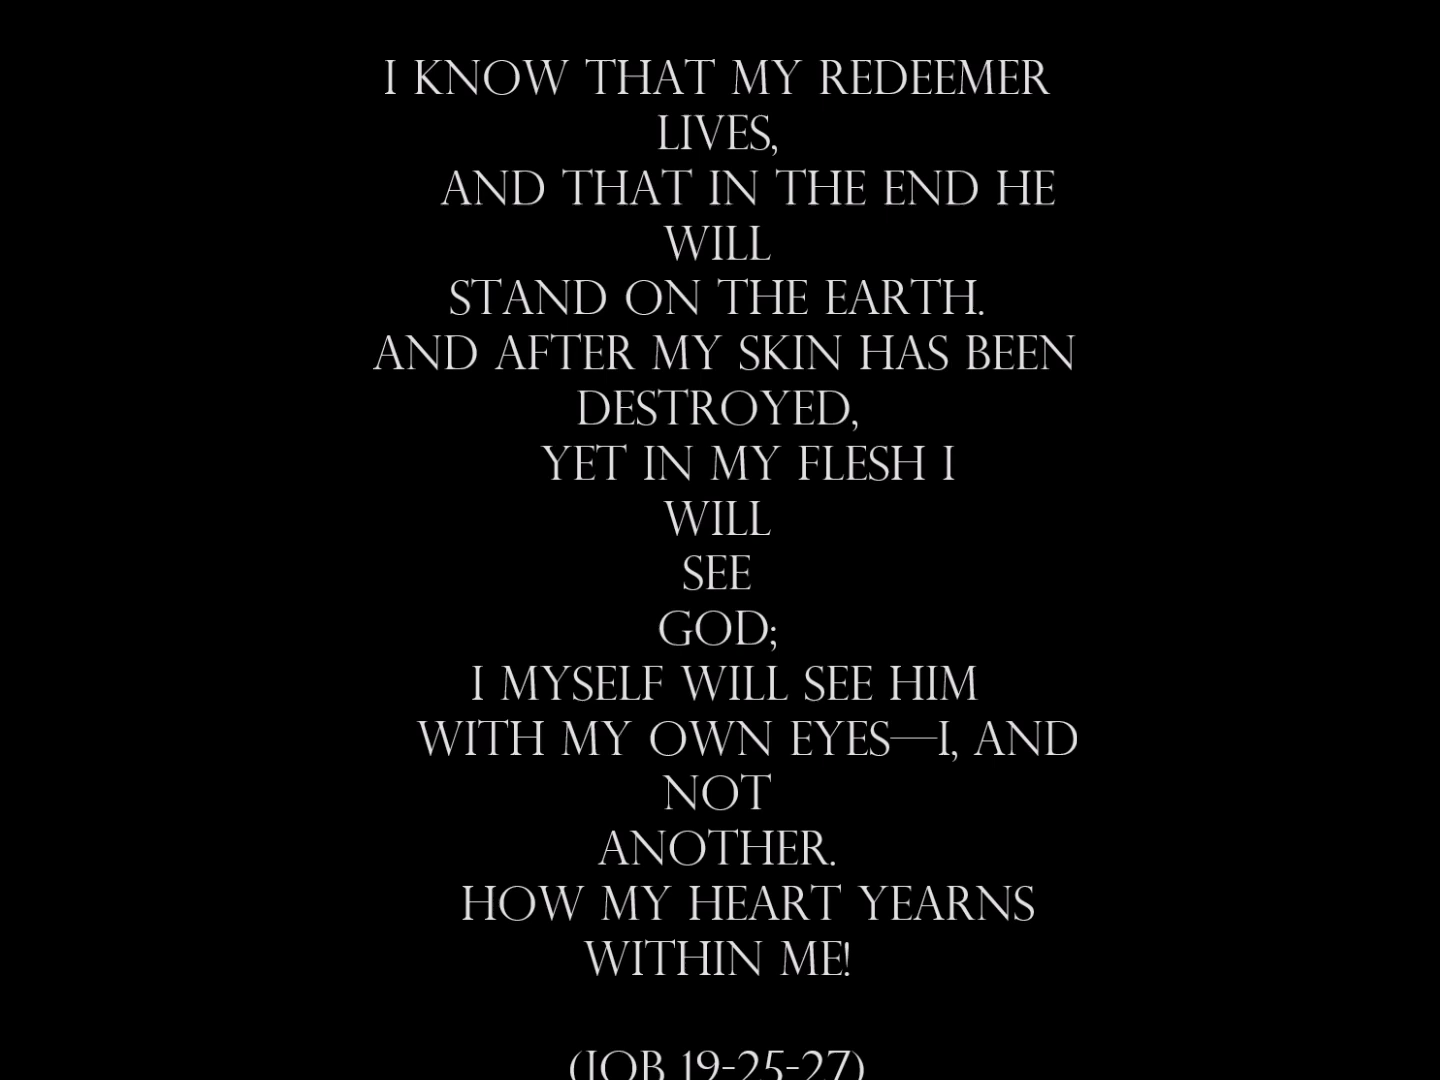 I KNOW THAT MY REDEEMER
LIVES,
AND THAT IN THE END HE
WILL
STAND ON THE EARTH.
AND AFTER MY SKIN HAS BEEN
DESTROYED,
YET IN MY FLESH I
WILL
SEE
GOD;
I MYSELF WILL SEE HIM
WITH MY OWN EYES—I, AND
NOT
ANOTHER.
HOW MY HEART YEARNS
WITHIN ME!
(JOB 19-25-27)